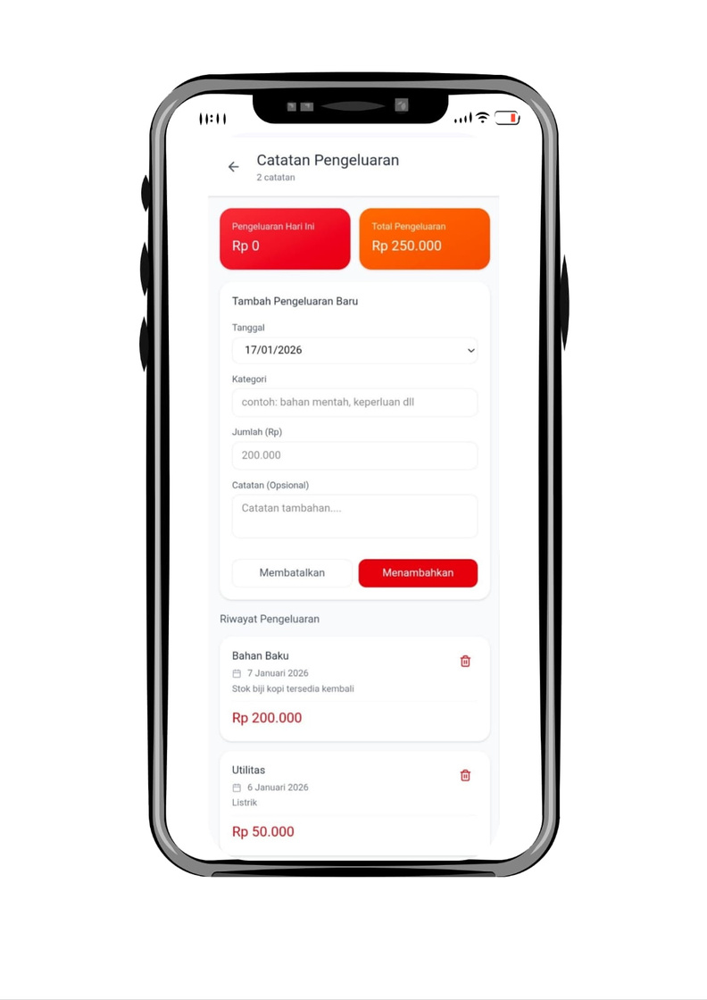 11:11
Catatan Pengeluaran
2 catatan
Pengeluaran Hari Ini
Rp 0
Total Pengeluaran
Rp 250.000
Tambah Pengeluaran Baru
Tanggal
17/01/2026
Kategori
contoh: bahan mentah, keperluan dll
Jumlah (Rp)
200.000
Catatan (Opsional)
Catatan tambahan....
Membatalkan
Menambahkan
Riwayat Pengeluaran
Bahan Baku
7 Januari 2026
Stok biji kopi tersedia kembali
Rp 200.000
Utilitas
6 Januari 2026
Listrik
Rp 50.000